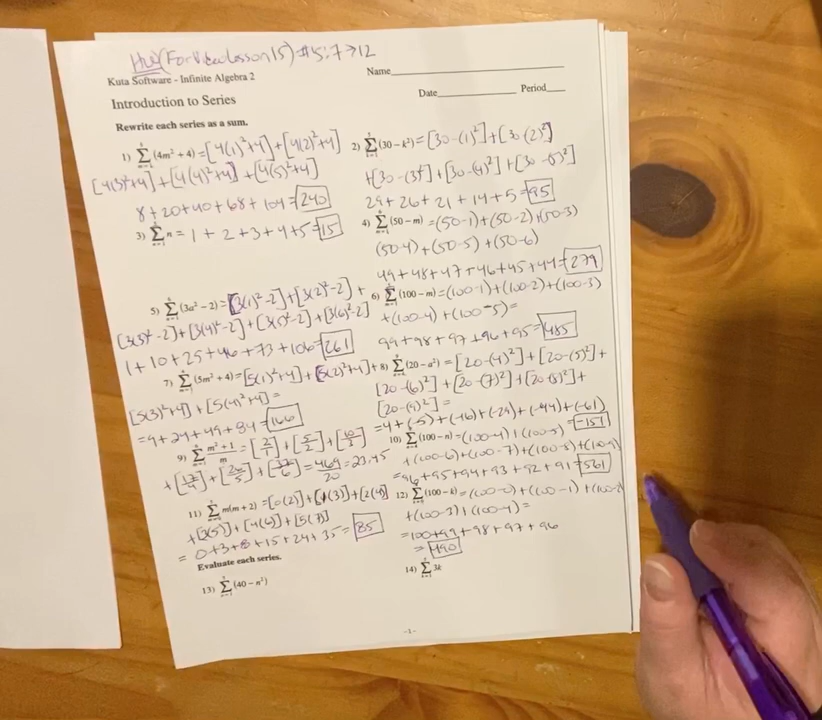 HW (For Video Lesson 15) #'s: 7→12
Kuta Software - Infinite Algebra 2
Name
Introduction to Series
Date Period
Rewrite each series as a sum.
1) ∑ (4m² + 4) = [4(1)²+4] + [4(2)²+4]
[4(3)²+4] + [4(4)²+4] + [4(5)²+4]
8+20+40+68+104 = 240
2) ∑ (30 − k²) = [30-(1)²] + [30-(2)²]
+ [30-(3)²] + [30-(4)²] + [30-(5)²]
29+26+21+14+5 = 95
3) ∑ n = 1 + 2 + 3 + 4 + 5 = 15
4) ∑ (50 − m) = (50-1) + (50-2) + (50-3)
(50-4) + (50-5) + (50-6)
49+48+47+46+45+44 = 279
5) ∑ (3a² − 2) = [3(1)²-2] + [3(2)²-2] +
[3(3)²-2] + [3(4)²-2] + [3(5)²-2] + [3(6)²-2]
1+10+25+46+73+106 = 261
6) ∑ (100 − m) = (100-1) + (100-2) + (100-3)
+ (100-4) + (100-5) =
99+98+97+96+95 = 485
7) ∑ (5m² + 4) = [5(1)²+4] + [5(2)²+4] +
[5(3)²+4] + [5(4)²+4] =
= 9+24+49+84 = 166
8) ∑ (20 − a²) = [20-(4)²] + [20-(5)²] +
[20-(6)²] + [20-(7)²] + [20-(8)²] +
[20-(9)²] =
= 4+(-5)+(-16)+(-29)+(-44)+(-61)
= -151
9) ∑ m² + 1 / m = [2/1] + [5/2] + [10/3]
+ [17/4] + [26/5] + [37/6] = 469/20 = 23.45
10) ∑ (100 − n) = (100-4) + (100-5)
+ (100-6) + (100-7) + (100-8) + (100-9)
= 96+95+94+93+92+91 = 561
11) ∑ m(m + 2) = [0(2)] + [1(3)] + [2(4)]
+ [3(5)] + [4(6)] + [5(7)]
= 0+3+8+15+24+35 = 85
12) ∑ (100 − k) = (100-0) + (100-1) + (100-2
+ (100-3) + (100-4) =
= 100+99+98+97+96
= 490
Evaluate each series.
13) ∑ (40 − n²)
14) ∑ 3k
-1-